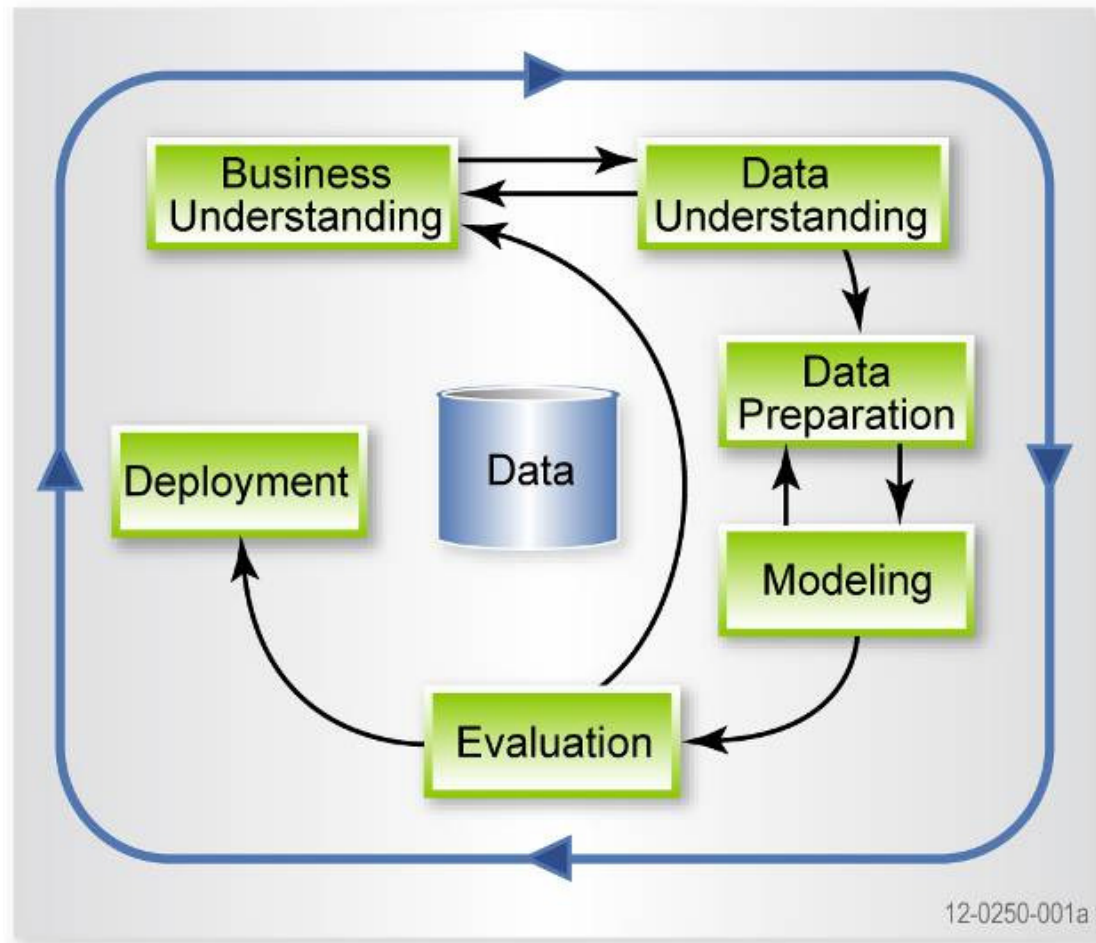 Business
Understanding
Data
Understanding
Data
Preparation
Deployment
Data
Modeling
Evaluation
12-0250-001a